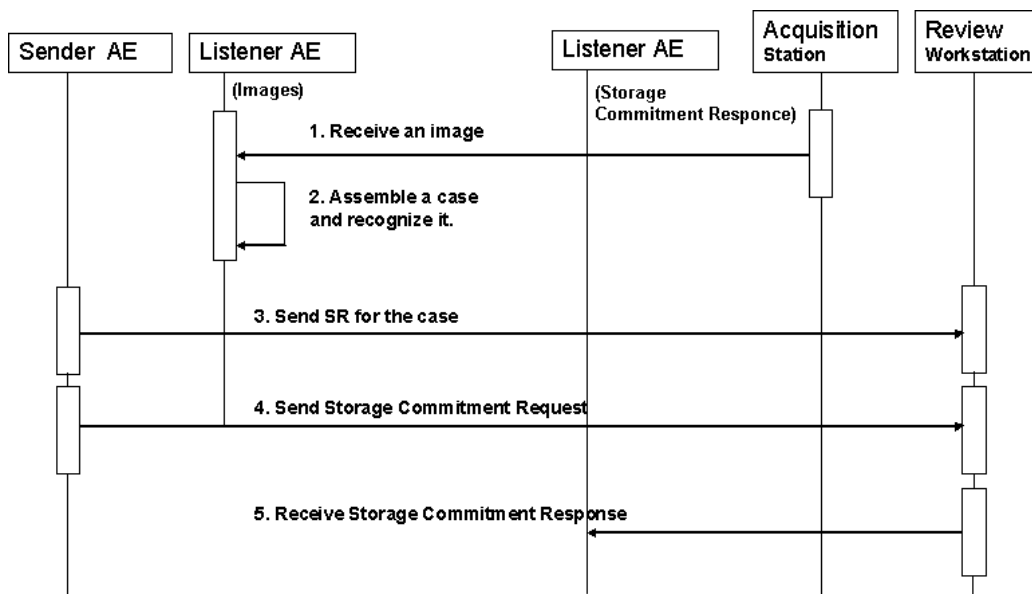 Sender AE
Listener AE
(Images)
Listener AE
(Storage
Commitment Responce)
Acquisition
Station
Review
Workstation
1. Receive an image
2. Assemble a case
and recognize it.
3. Send SR for the case
4. Send Storage Commitment Request
5. Receive Storage Commitment Response